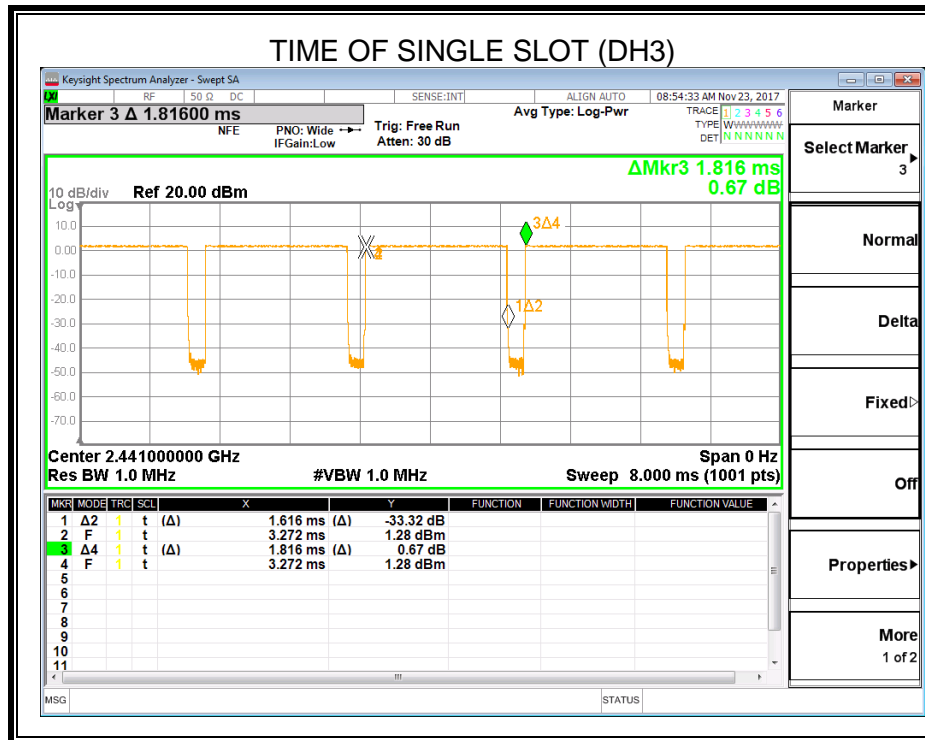 TIME OF SINGLE SLOT (DH3)
Keysight Spectrum Analyzer - Swept SA
LXI RF 50 Ω DC SENSE:INT ALIGN AUTO 08:54:33 AM Nov 23, 2017
Marker 3 Δ 1.81600 ms
NFE
PNO: Wide
IFGain:Low
Trig: Free Run
Atten: 30 dB
Avg Type: Log-Pwr
TRACE 1 2 3 4 5 6
TYPE WWWWWW
DET N N N N N N
ΔMkr3 1.816 ms
0.67 dB
10 dB/div Ref 20.00 dBm
Log
10.0
0.00
-10.0
-20.0
-30.0
-40.0
-50.0
-60.0
-70.0
3Δ4
1Δ2
Center 2.441000000 GHz Span 0 Hz
Res BW 1.0 MHz #VBW 1.0 MHz Sweep 8.000 ms (1001 pts)
MKR MODE TRC SCL X Y FUNCTION FUNCTION WIDTH FUNCTION VALUE
1 Δ2 1 t (Δ) 1.616 ms (Δ) -33.32 dB
2 F 1 t 3.272 ms 1.28 dBm
3 Δ4 1 t (Δ) 1.816 ms (Δ) 0.67 dB
4 F 1 t 3.272 ms 1.28 dBm
5
6
7
8
9
10
11
MSG STATUS
Marker
Select Marker
3
Normal
Delta
Fixed
Off
Properties
More
1 of 2